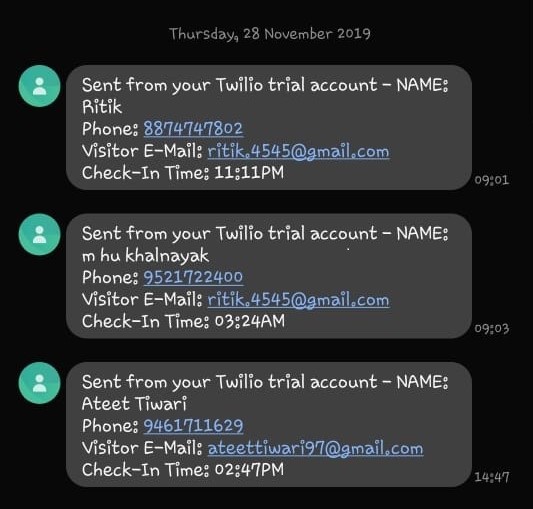 Thursday, 28 November 2019
Sent from your Twilio trial account - NAME:
Ritik
Phone: 8874747802
Visitor E-Mail: ritik.4545@gmail.com
Check-In Time: 11:11PM
09:01
Sent from your Twilio trial account - NAME:
m hu khalnayak
Phone: 9521722400
Visitor E-Mail: ritik.4545@gmail.com
Check-In Time: 03:24AM
09:03
Sent from your Twilio trial account - NAME:
Ateet Tiwari
Phone: 9461711629
Visitor E-Mail: ateettiwari97@gmail.com
Check-In Time: 02:47PM
14:47